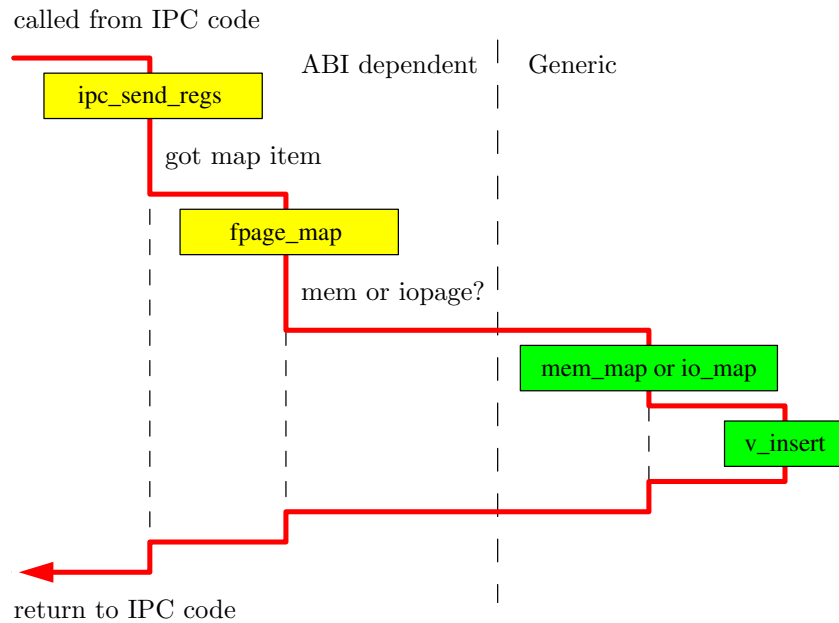 called from IPC code
ABI dependent
Generic
ipc_send_regs
got map item
fpage_map
mem or iopage?
mem_map or io_map
v_insert
return to IPC code